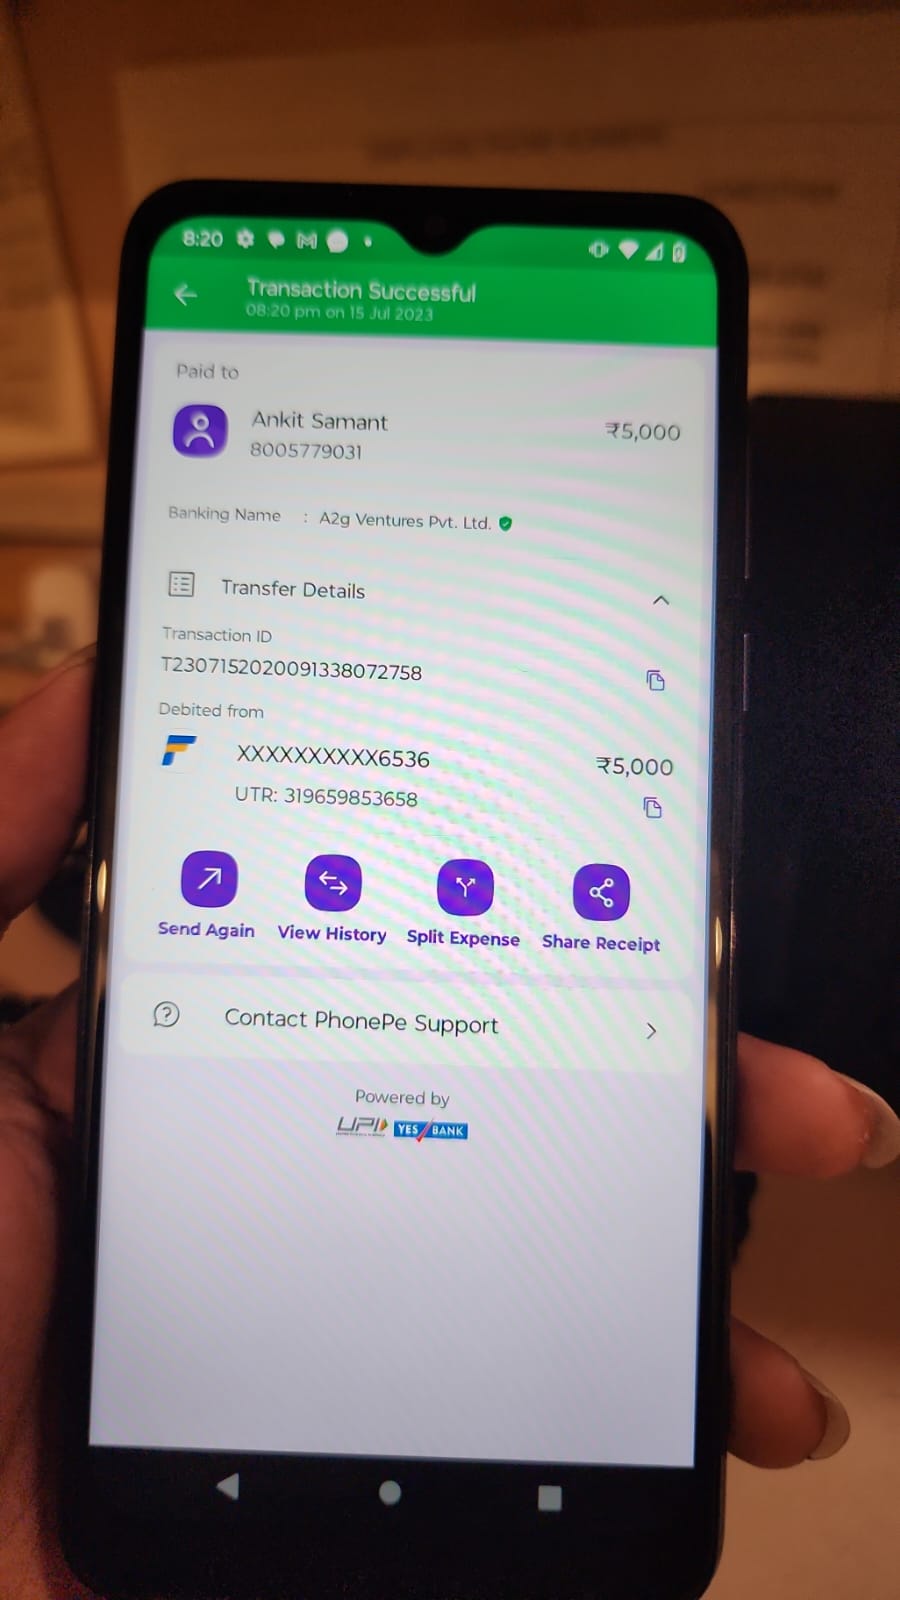 8:20
Transaction Successful
08:20 pm on 15 Jul 2023
Paid to
Ankit Samant
₹5,000
8005779031
Banking Name : A2g Ventures Pvt. Ltd.
Transfer Details
Transaction ID
T2307152020091338072758
Debited from
XXXXXXXXXX6536
₹5,000
UTR: 319659853658
Send Again View History Split Expense Share Receipt
Contact PhonePe Support
Powered by
UPI YES BANK